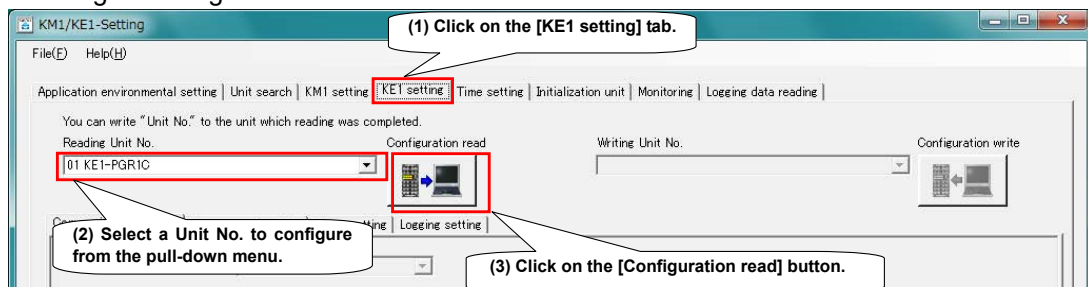 KM1/KE1-Setting
(1) Click on the [KE1 setting] tab.
File(F) Help(H)
Application environmental setting Unit search KM1 setting KE1 setting Time setting Initialization unit Monitoring Logging data reading
You can write "Unit No." to the unit which reading was completed.
Reading Unit No. Configuration read Writing Unit No. Configuration write
01 KE1-PGR1C
Logging setting
(2) Select a Unit No. to configure
from the pull-down menu.
(3) Click on the [Configuration read] button.